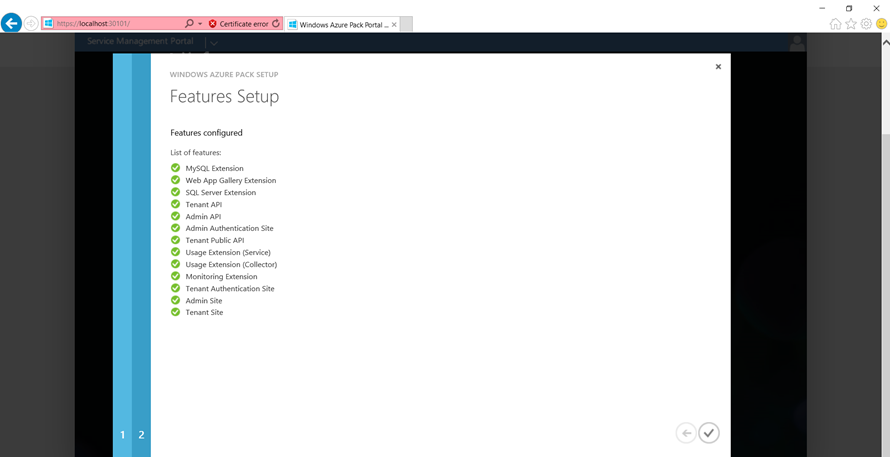 https://localhost:30101/
Certificate error
Windows Azure Pack Portal ...
Service Management Portal
WINDOWS AZURE PACK SETUP
Features Setup
Features configured
List of features:
MySQL Extension
Web App Gallery Extension
SQL Server Extension
Tenant API
Admin API
Admin Authentication Site
Tenant Public API
Usage Extension (Service)
Usage Extension (Collector)
Monitoring Extension
Tenant Authentication Site
Admin Site
Tenant Site
1 2